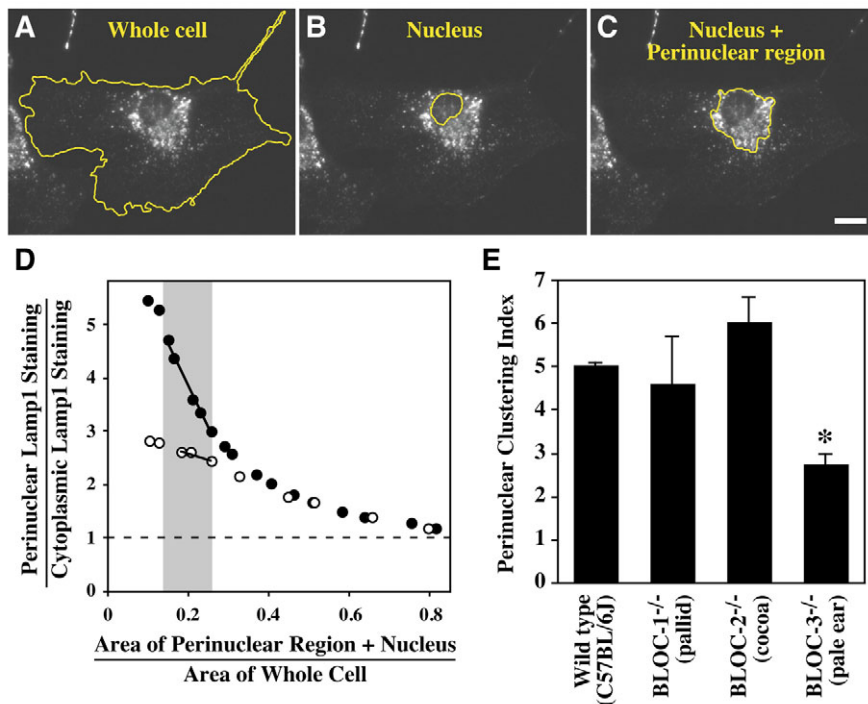 A
Whole cell
B
Nucleus
C
Nucleus +
Perinuclear region
D
Perinuclear Lamp1 Staining
Cytoplasmic Lamp1 Staining
5
4
3
2
1
0
0
0.2
0.4
0.6
0.8
Area of Perinuclear Region + Nucleus
Area of Whole Cell
E
Perinuclear Clustering Index
7
6
5
4
3
2
1
0
*
Wild type
(C57BL/6J)
BLOC-1-/-
(pallid)
BLOC-2-/-
(cocoa)
BLOC-3-/-
(pale ear)